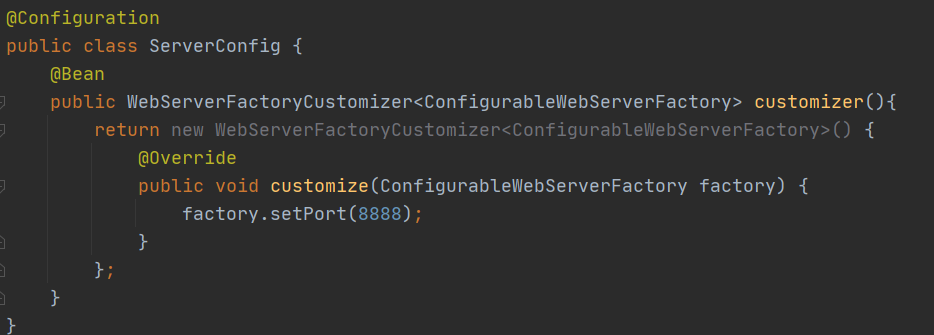 @Configuration
public class ServerConfig {
    @Bean
    public WebServerFactoryCustomizer<ConfigurableWebServerFactory> customizer(){
        return new WebServerFactoryCustomizer<ConfigurableWebServerFactory>() {
            @Override
            public void customize(ConfigurableWebServerFactory factory) {
                factory.setPort(8888);
            }
        };
    }
}